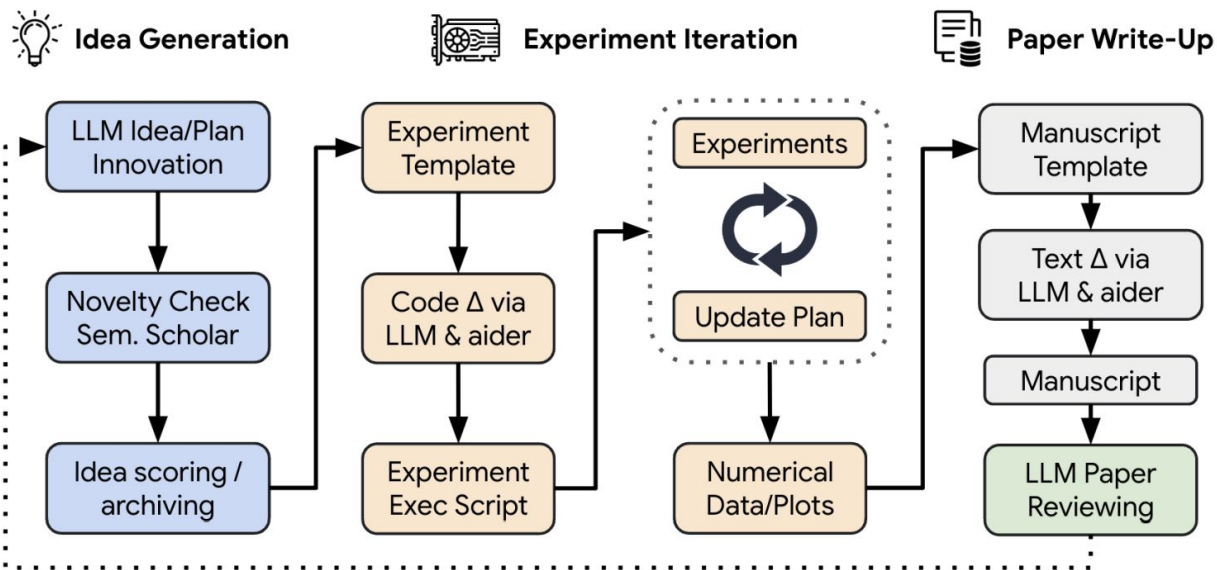 Idea Generation
LLM Idea/Plan
Innovation
Novelty Check
Sem. Scholar
Idea scoring /
archiving
Experiment Iteration
Experiment
Template
Code Δ via
LLM & aider
Experiment
Exec Script
Experiments
Update Plan
Numerical
Data/Plots
Paper Write-Up
Manuscript
Template
Text Δ via
LLM & aider
Manuscript
LLM Paper
Reviewing